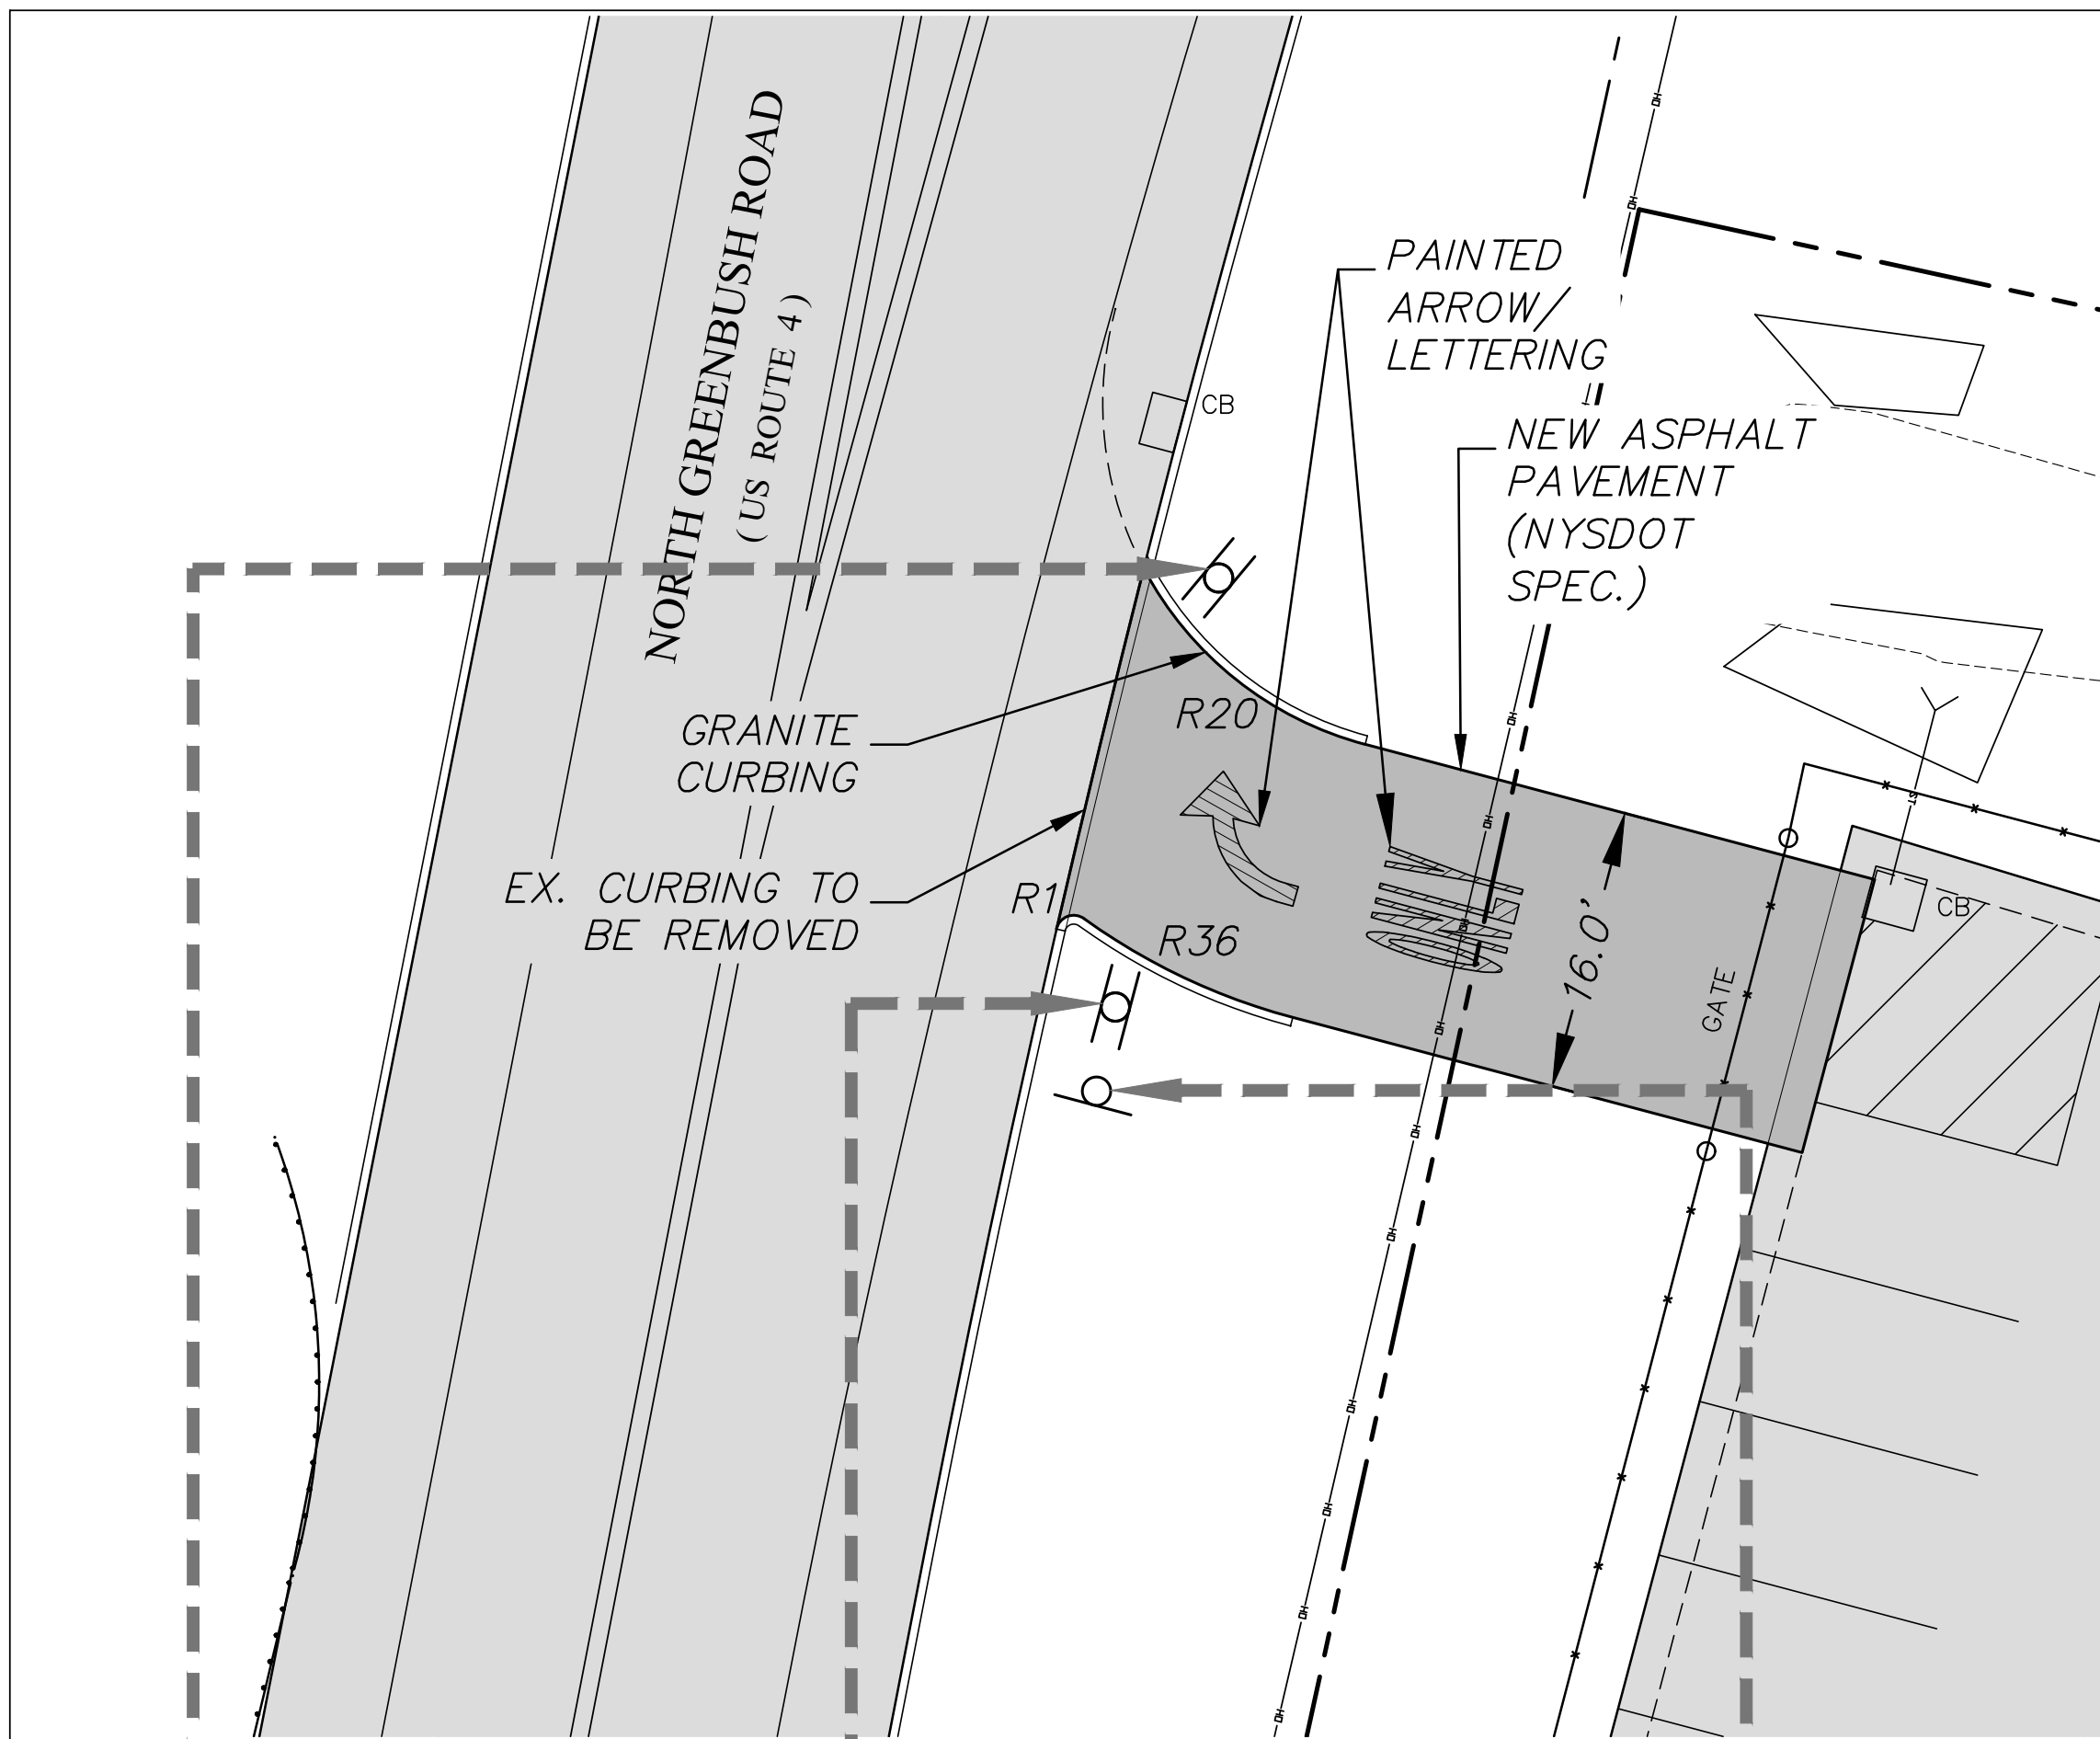 NORTH GREENBUSH ROAD
( US ROUTE 4 )
PAINTED
ARROW/
LETTERING
CB
NEW ASPHALT
PAVEMENT
(NYSDOT
SPEC.)
GRANITE
CURBING
R20
EX. CURBING TO
BE REMOVED
R1
R36
ONLY
16.0'
GATE
CB
ST
OH
OH
OH
OH
OH
OH
OH
OH
OH
OH
OH
OH